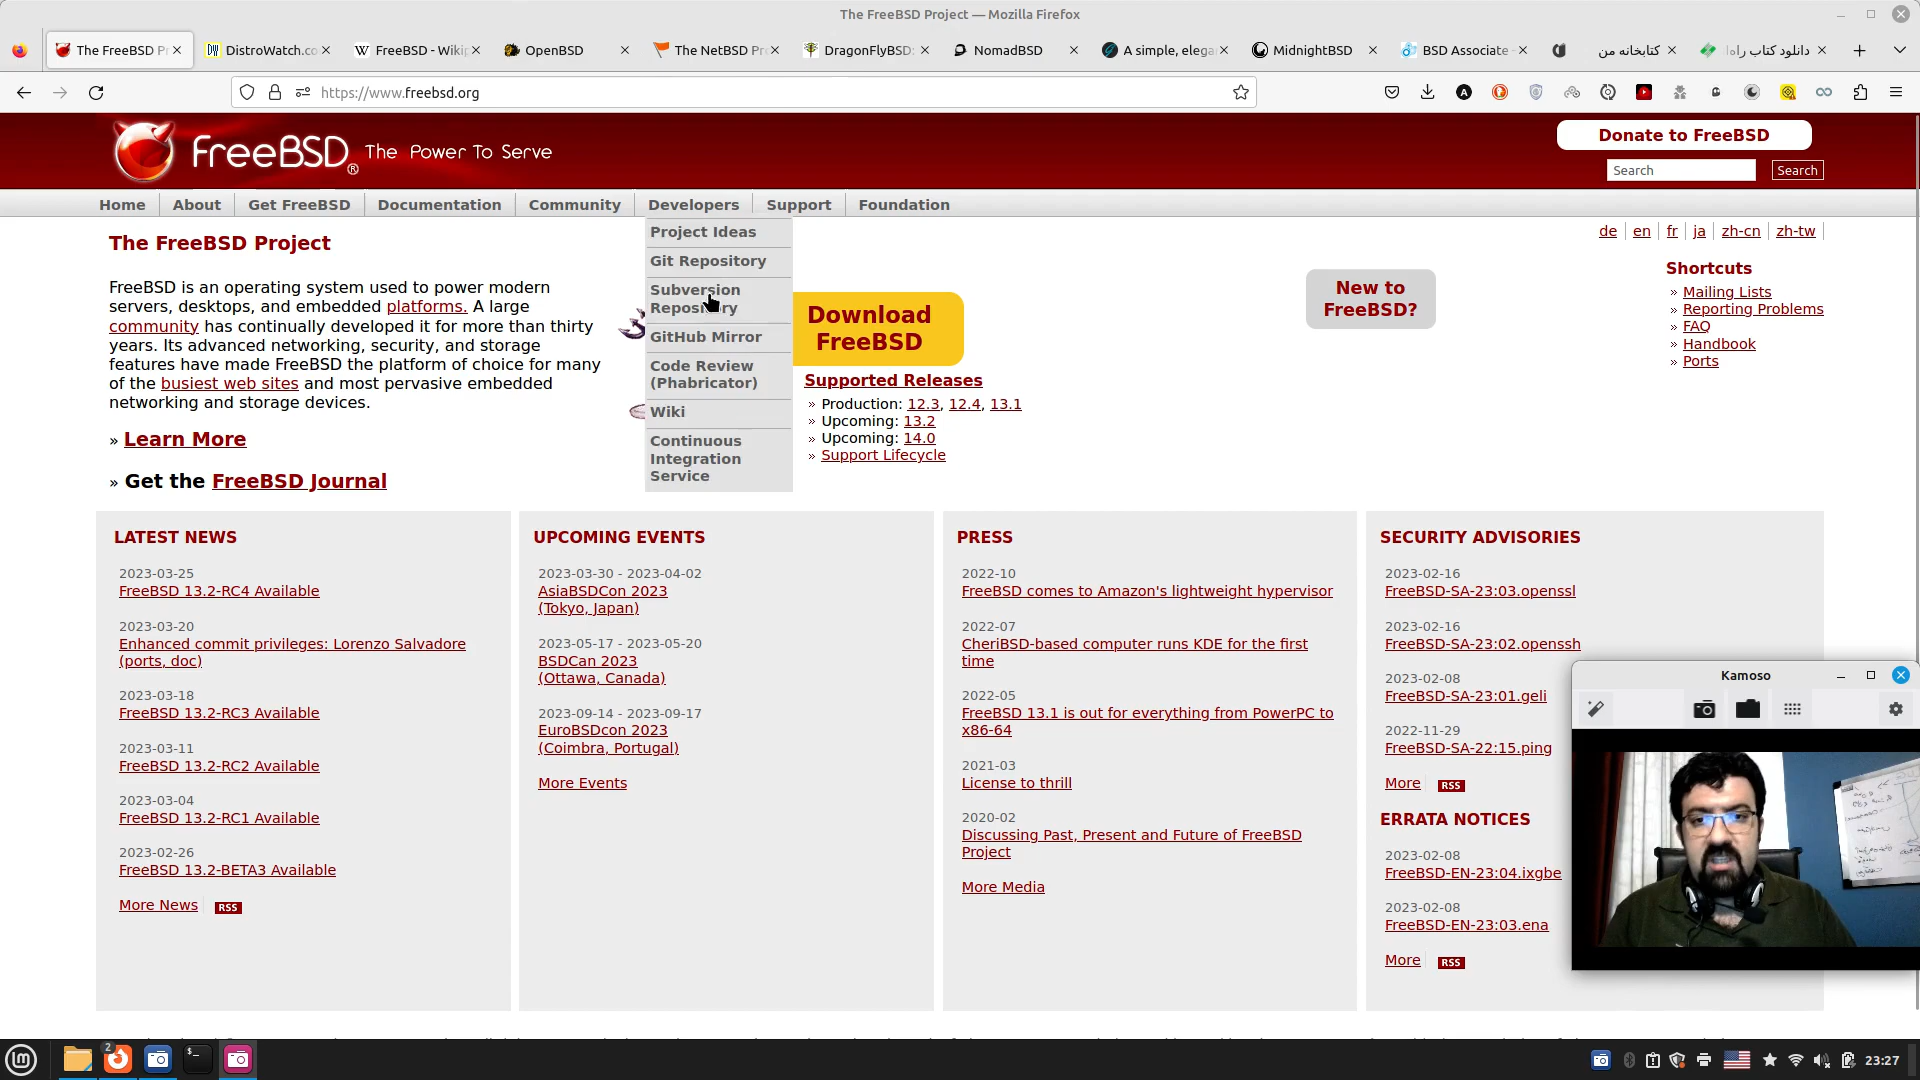 The FreeBSD Project — Mozilla Firefox
The FreeBSD Pr
DistroWatch.co
FreeBSD - Wikip
OpenBSD
The NetBSD Pr
DragonFlyBSD:
NomadBSD
A simple, elega
MidnightBSD
BSD Associate
کتابخانه من
دانلود کتاب راه
https://www.freebsd.org
FreeBSD® The Power To Serve
Donate to FreeBSD
Search
Search
Home
About
Get FreeBSD
Documentation
Community
Developers
Support
Foundation
Project Ideas
Git Repository
Subversion
Repository
GitHub Mirror
Code Review
(Phabricator)
Wiki
Continuous
Integration
Service
de
en
fr
ja
zh-cn
zh-tw
The FreeBSD Project
FreeBSD is an operating system used to power modern
servers, desktops, and embedded platforms. A large
community has continually developed it for more than thirty
years. Its advanced networking, security, and storage
features have made FreeBSD the platform of choice for many
of the busiest web sites and most pervasive embedded
networking and storage devices.
» Learn More
» Get the FreeBSD Journal
Download
FreeBSD
Supported Releases
» Production: 12.3, 12.4, 13.1
» Upcoming: 13.2
» Upcoming: 14.0
» Support Lifecycle
New to
FreeBSD?
Shortcuts
» Mailing Lists
» Reporting Problems
» FAQ
» Handbook
» Ports
LATEST NEWS
2023-03-25
FreeBSD 13.2-RC4 Available
2023-03-20
Enhanced commit privileges: Lorenzo Salvadore
(ports, doc)
2023-03-18
FreeBSD 13.2-RC3 Available
2023-03-11
FreeBSD 13.2-RC2 Available
2023-03-04
FreeBSD 13.2-RC1 Available
2023-02-26
FreeBSD 13.2-BETA3 Available
More News
RSS
UPCOMING EVENTS
2023-03-30 - 2023-04-02
AsiaBSDCon 2023
(Tokyo, Japan)
2023-05-17 - 2023-05-20
BSDCan 2023
(Ottawa, Canada)
2023-09-14 - 2023-09-17
EuroBSDcon 2023
(Coimbra, Portugal)
More Events
PRESS
2022-10
FreeBSD comes to Amazon's lightweight hypervisor
2022-07
CheriBSD-based computer runs KDE for the first
time
2022-05
FreeBSD 13.1 is out for everything from PowerPC to
x86-64
2021-03
License to thrill
2020-02
Discussing Past, Present and Future of FreeBSD
Project
More Media
SECURITY ADVISORIES
2023-02-16
FreeBSD-SA-23:03.openssl
2023-02-16
FreeBSD-SA-23:02.openssh
2023-02-08
FreeBSD-SA-23:01.geli
2022-11-29
FreeBSD-SA-22:15.ping
More
RSS
ERRATA NOTICES
2023-02-08
FreeBSD-EN-23:04.ixgbe
2023-02-08
FreeBSD-EN-23:03.ena
More
RSS
Kamoso
2
23:27